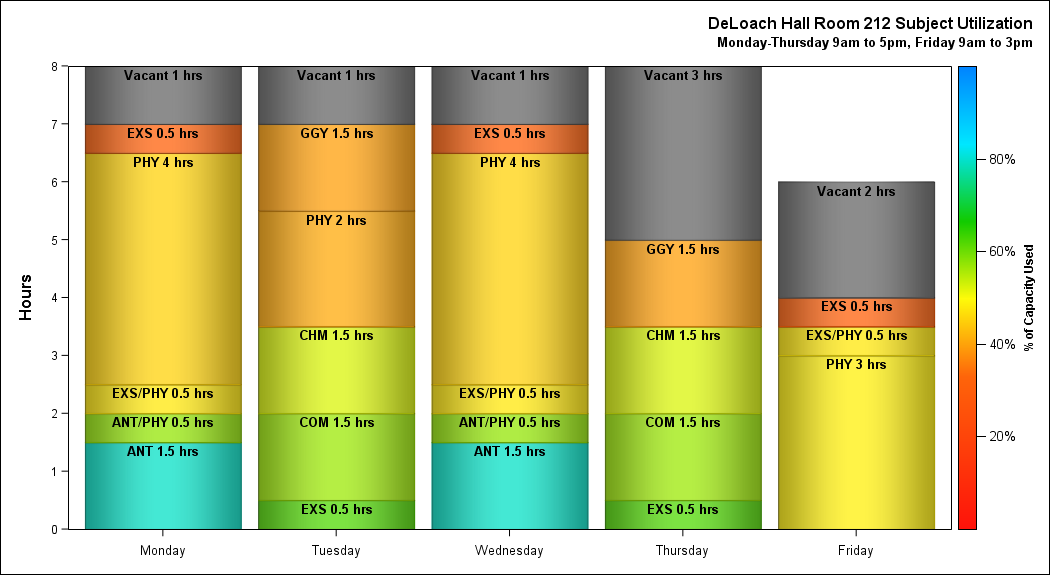 DeLoach Hall Room 212 Subject Utilization
Monday-Thursday 9am to 5pm, Friday 9am to 3pm
Hours
8
7
6
5
4
3
2
1
0
Vacant 1 hrs
EXS 0.5 hrs
PHY 4 hrs
EXS/PHY 0.5 hrs
ANT/PHY 0.5 hrs
ANT 1.5 hrs
Monday
Vacant 1 hrs
GGY 1.5 hrs
PHY 2 hrs
CHM 1.5 hrs
COM 1.5 hrs
EXS 0.5 hrs
Tuesday
Vacant 1 hrs
EXS 0.5 hrs
PHY 4 hrs
EXS/PHY 0.5 hrs
ANT/PHY 0.5 hrs
ANT 1.5 hrs
Wednesday
Vacant 3 hrs
GGY 1.5 hrs
CHM 1.5 hrs
COM 1.5 hrs
EXS 0.5 hrs
Thursday
Vacant 2 hrs
EXS 0.5 hrs
EXS/PHY 0.5 hrs
PHY 3 hrs
Friday
80%
60%
40%
20%
% of Capacity Used